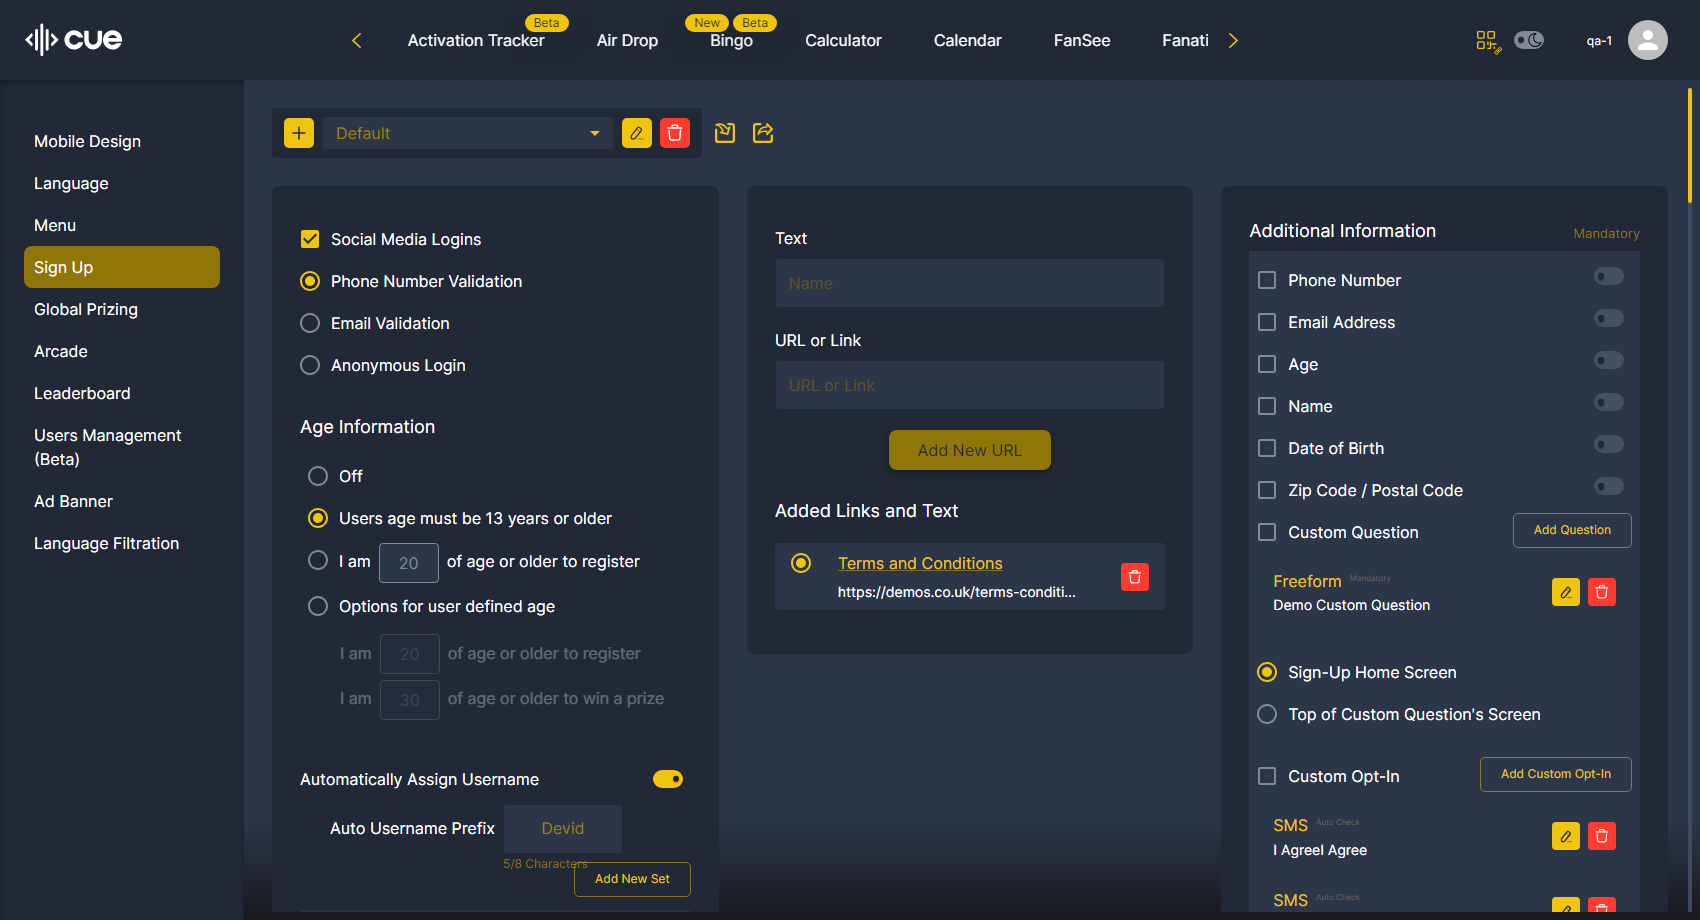 cue
Activation Tracker
Beta
Air Drop
New
Beta
Bingo
Calculator
Calendar
FanSee
Fanati
qa-1
Mobile Design
Language
Menu
Sign Up
Global Prizing
Arcade
Leaderboard
Users Management
(Beta)
Ad Banner
Language Filtration
Default
Social Media Logins
Phone Number Validation
Email Validation
Anonymous Login
Age Information
Off
Users age must be 13 years or older
I am 20 of age or older to register
Options for user defined age
I am 20 of age or older to register
I am 30 of age or older to win a prize
Automatically Assign Username
Auto Username Prefix Devid
5/8 Characters
Add New Set
Text
Name
URL or Link
URL or Link
Add New URL
Added Links and Text
Terms and Conditions
https://demos.co.uk/terms-conditi...
Additional Information Mandatory
Phone Number
Email Address
Age
Name
Date of Birth
Zip Code / Postal Code
Custom Question Add Question
Freeform Mandatory
Demo Custom Question
Sign-Up Home Screen
Top of Custom Question's Screen
Custom Opt-In Add Custom Opt-In
SMS Auto Check
I AgreeI Agree
SMS Auto Check